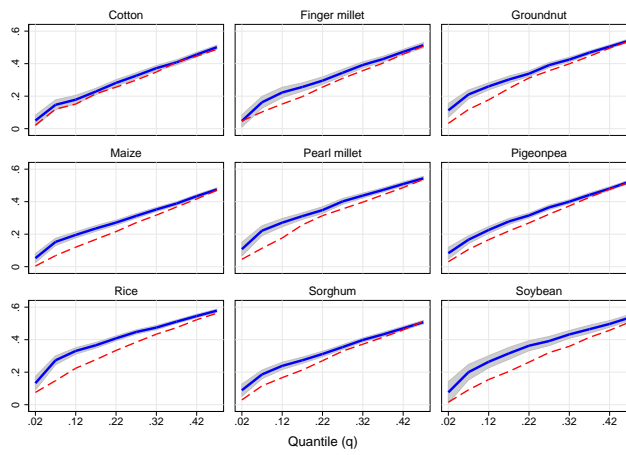 Cotton
Finger millet
Groundnut
.6
.4
.2
0
Maize
Pearl millet
Pigeonpea
.6
.4
.2
0
Rice
Sorghum
Soybean
.6
.4
.2
0
.02 .12 .22 .32 .42
.02 .12 .22 .32 .42
.02 .12 .22 .32 .42
Quantile (q)